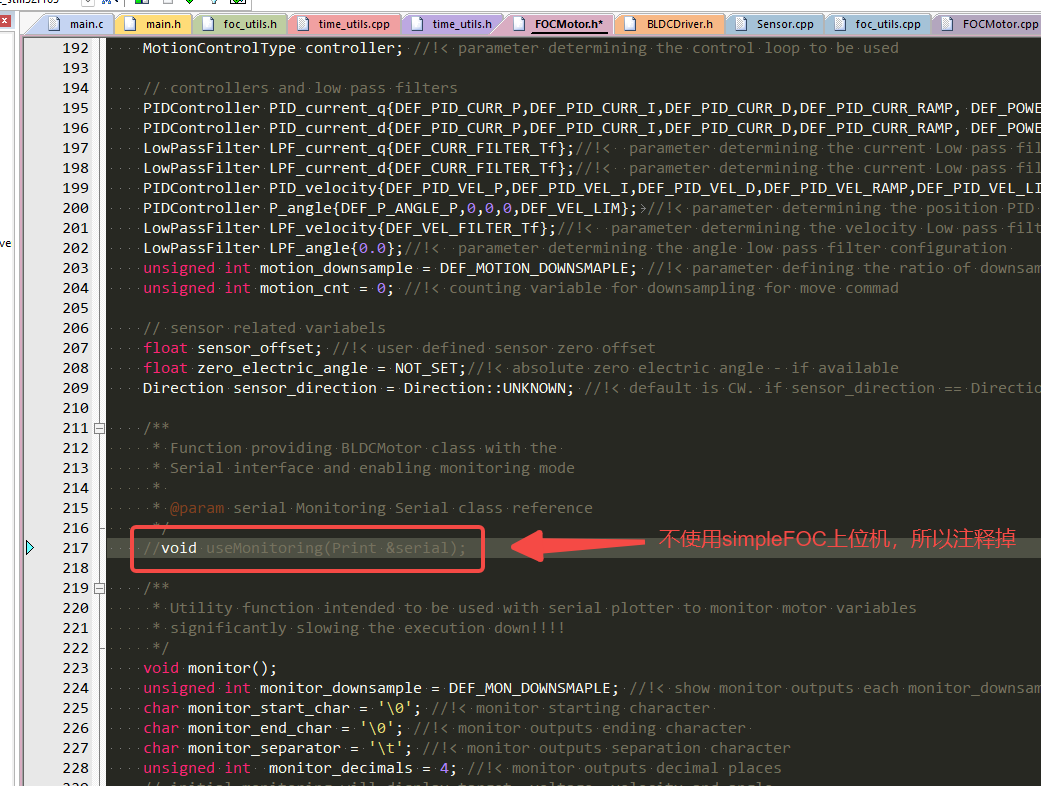 main.c main.h foc_utils.h time_utils.cpp time_utils.h FOCMotor.h* BLDCDriver.h Sensor.cpp foc_utils.cpp FOCMotor.cpp
192 MotionControlType controller; //!< parameter determining the control loop to be used
193
194 // controllers and low pass filters
195 PIDController PID_current_q{DEF_PID_CURR_P,DEF_PID_CURR_I,DEF_PID_CURR_D,DEF_PID_CURR_RAMP, DEF_POWE
196 PIDController PID_current_d{DEF_PID_CURR_P,DEF_PID_CURR_I,DEF_PID_CURR_D,DEF_PID_CURR_RAMP, DEF_POWE
197 LowPassFilter LPF_current_q{DEF_CURR_FILTER_Tf};//!<  parameter determining the current Low pass fil
198 LowPassFilter LPF_current_d{DEF_CURR_FILTER_Tf};//!<  parameter determining the current Low pass fil
199 PIDController PID_velocity{DEF_PID_VEL_P,DEF_PID_VEL_I,DEF_PID_VEL_D,DEF_PID_VEL_RAMP,DEF_PID_VEL_LI
200 PIDController P_angle{DEF_P_ANGLE_P,0,0,0,DEF_VEL_LIM}; //!< parameter determining the position PID
201 LowPassFilter LPF_velocity{DEF_VEL_FILTER_Tf};//!<  parameter determining the velocity Low pass filt
202 LowPassFilter LPF_angle{0.0};//!<  parameter determining the angle low pass filter configuration
203 unsigned int motion_downsample = DEF_MOTION_DOWNSMAPLE; //!< parameter defining the ratio of downsam
204 unsigned int motion_cnt = 0; //!< counting variable for downsampling for move commad
205
206 // sensor related variabels
207 float sensor_offset; //!< user defined sensor zero offset
208 float zero_electric_angle = NOT_SET;//!< absolute zero electric angle - if available
209 Direction sensor_direction = Direction::UNKNOWN; //!< default is CW. if sensor_direction == Directio
210
211 /**
212 * Function providing BLDCMotor class with the
213 * Serial interface and enabling monitoring mode
214 *
215 * @param serial Monitoring Serial class reference
216 */
217 //void useMonitoring(Print &serial);
不使用simpleFOC上位机，所以注释掉
218
219 /**
220 * Utility function intended to be used with serial plotter to monitor motor variables
221 * significantly slowing the execution down!!!!
222 */
223 void monitor();
224 unsigned int monitor_downsample = DEF_MON_DOWNSMAPLE; //!< show monitor outputs each monitor_downsam
225 char monitor_start_char = '\0'; //!< monitor starting character
226 char monitor_end_char = '\0'; //!< monitor outputs ending character
227 char monitor_separator = '\t'; //!< monitor outputs separation character
228 unsigned int  monitor_decimals = 4; //!< monitor outputs decimal places